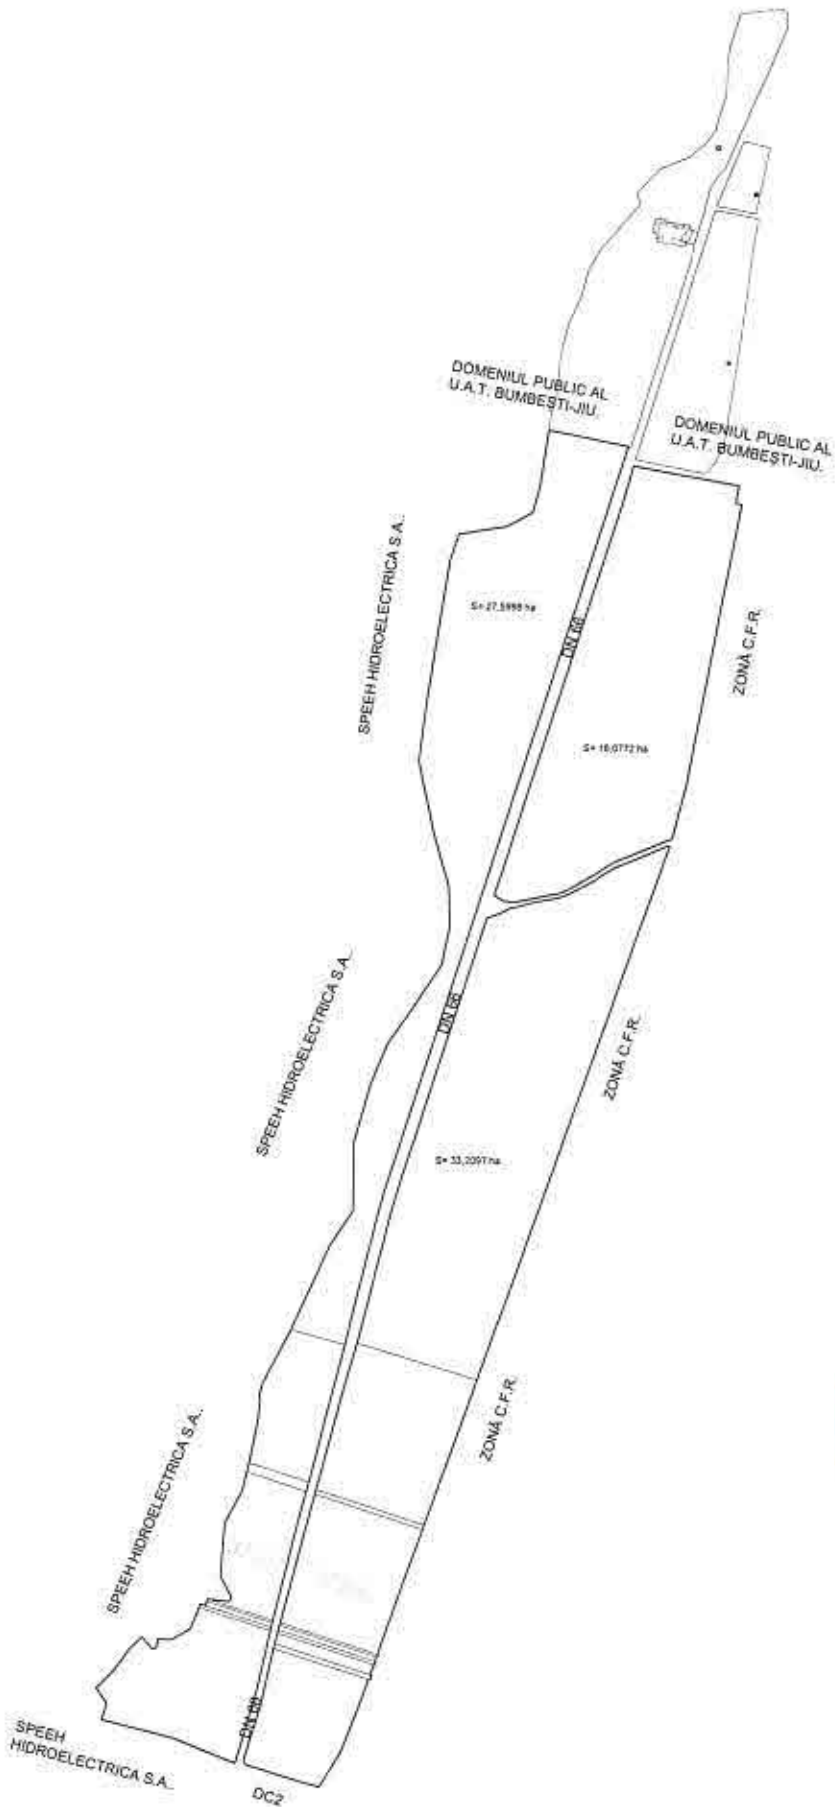 DOMENIUL PUBLIC AL
U.A.T. BUMBEȘTI-JIU.
DOMENIUL PUBLIC AL
U.A.T. BUMBEȘTI-JIU.
SPEEH HIDROELECTRICA S.A.
S= 27,5998 ha
DN 66
ZONĂ C.F.R.
S= 16,0772 ha
SPEEH HIDROELECTRICA S.A.
DN 66
ZONĂ C.F.R.
S= 33,2097 ha
ZONĂ C.F.R.
SPEEH HIDROELECTRICA S.A.
DN 66
SPEEH
HIDROELECTRICA S.A.
DC2